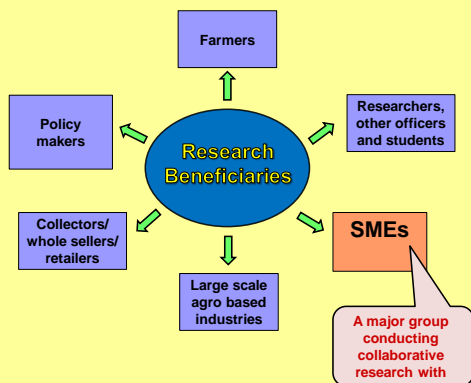 Farmers
Researchers,
other officers
and students
Policy
makers
Research
Beneficiaries
Collectors/
whole sellers/
retailers
SMEs
Large scale
agro based
industries
A major group
conducting
collaborative
research with